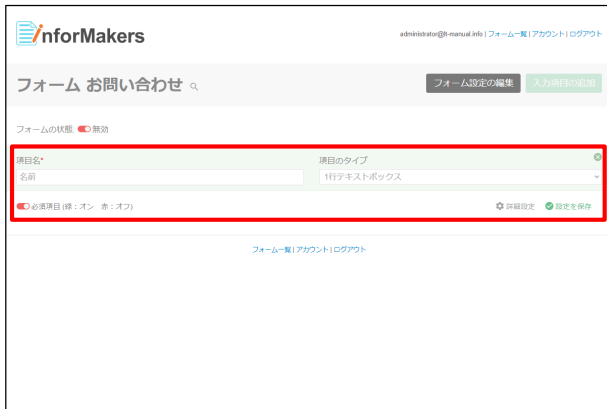 inforMakers
administrator@lt-manual.info | フォーム一覧 | アカウント | ログアウト
フォーム お問い合わせ
フォーム設定の編集
入力項目の追加
フォームの状態 無効
項目名*
項目のタイプ
名前
1行テキストボックス
必須項目 (緑：オン 赤：オフ)
詳細設定
設定を保存
フォーム一覧 | アカウント | ログアウト